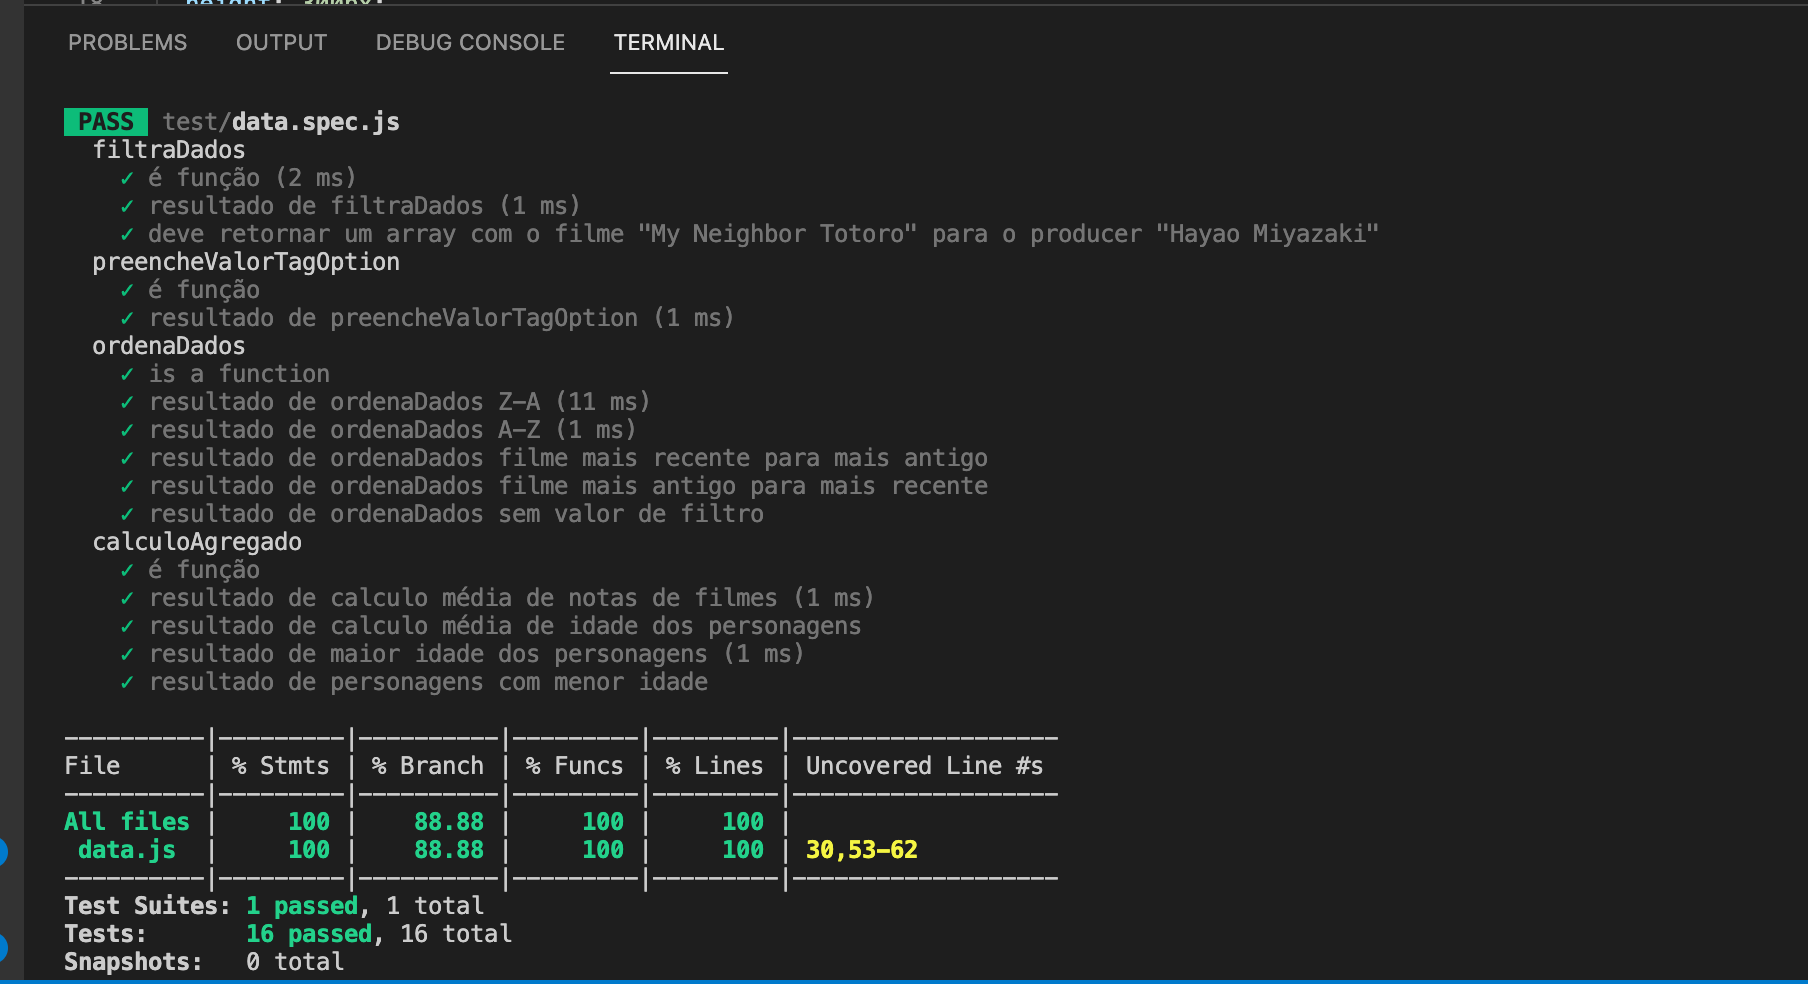 PROBLEMS OUTPUT DEBUG CONSOLE TERMINAL
PASS test/data.spec.js
filtraDados
✓ é função (2 ms)
✓ resultado de filtraDados (1 ms)
✓ deve retornar um array com o filme "My Neighbor Totoro" para o producer "Hayao Miyazaki"
preencheValorTagOption
✓ é função
✓ resultado de preencheValorTagOption (1 ms)
ordenaDados
✓ is a function
✓ resultado de ordenaDados Z-A (11 ms)
✓ resultado de ordenaDados A-Z (1 ms)
✓ resultado de ordenaDados filme mais recente para mais antigo
✓ resultado de ordenaDados filme mais antigo para mais recente
✓ resultado de ordenaDados sem valor de filtro
calculoAgregado
✓ é função
✓ resultado de calculo média de notas de filmes (1 ms)
✓ resultado de calculo média de idade dos personagens
✓ resultado de maior idade dos personagens (1 ms)
✓ resultado de personagens com menor idade
----------|---------|----------|---------|---------|-------------------
File | % Stmts | % Branch | % Funcs | % Lines | Uncovered Line #s
----------|---------|----------|---------|---------|-------------------
All files | 100 | 88.88 | 100 | 100 |
data.js | 100 | 88.88 | 100 | 100 | 30,53-62
----------|---------|----------|---------|---------|-------------------
Test Suites: 1 passed, 1 total
Tests: 16 passed, 16 total
Snapshots: 0 total